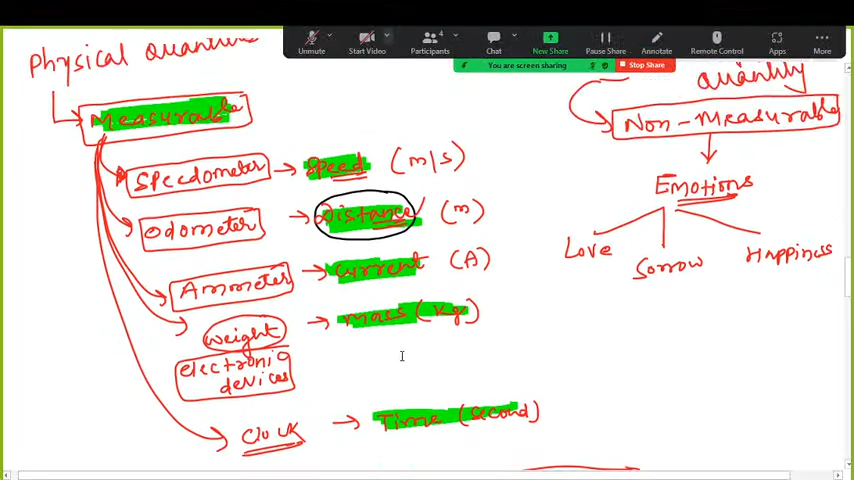 Unmute
Start Video
4
Participants
Chat
New Share
Pause Share
Annotate
Remote Control
Apps
More
You are screen sharing
Stop Share
Physical
Measurable
Speedometer → Speed (m/s)
Odometer → Distance (m)
Ammeter → Current (A)
weight → mass (kg)
electronic
devices
Clock → Time (second)
quantity
Non-Measurable
Emotions
Love
Sorrow
Happiness